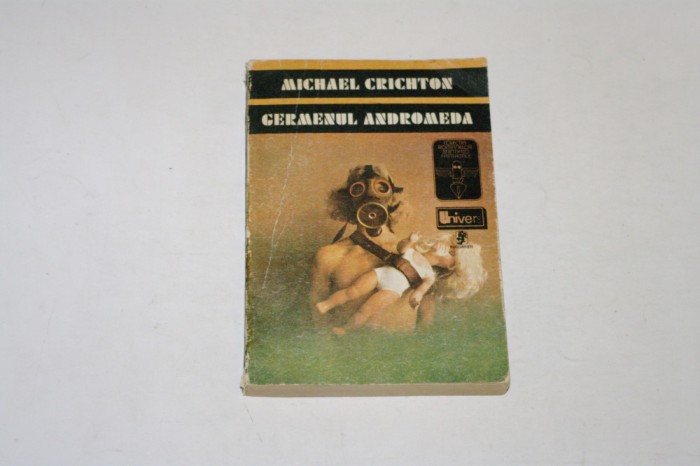 MICHAEL CRICHTON
GERMENUL ANDROMEDA
Univers